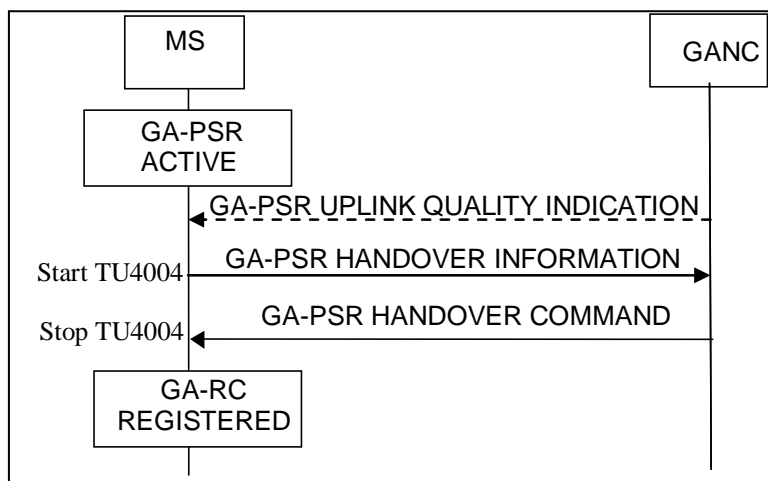 MS
GANC
GA-PSR
ACTIVE
GA-PSR UPLINK QUALITY INDICATION
Start TU4004
GA-PSR HANDOVER INFORMATION
Stop TU4004
GA-PSR HANDOVER COMMAND
GA-RC
REGISTERED